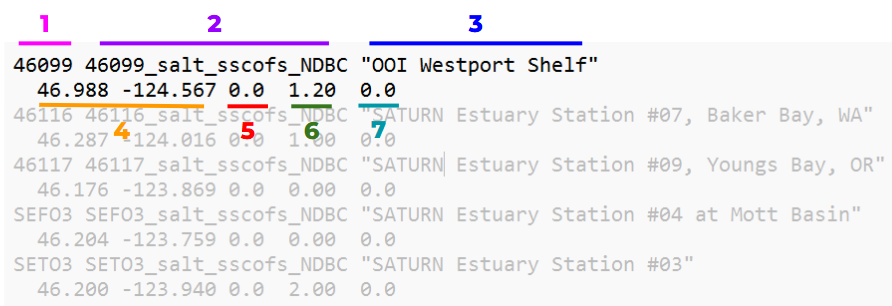 1 2 3
46099 46099_salt_sscofs_NDBC "OOI Westport Shelf"
46.988 -124.567 0.0 1.20 0.0
46116 46116_salt_sscofs_NDBC "SATURN Estuary Station #07, Baker Bay, WA"
4 5 6 7
46.287 -124.016 0.0 1.00 0.0
46117 46117_salt_sscofs_NDBC "SATURN Estuary Station #09, Youngs Bay, OR"
46.176 -123.869 0.0 0.00 0.0
SEFO3 SEFO3_salt_sscofs_NDBC "SATURN Estuary Station #04 at Mott Basin"
46.204 -123.759 0.0 0.00 0.0
SETO3 SETO3_salt_sscofs_NDBC "SATURN Estuary Station #03"
46.200 -123.940 0.0 2.00 0.0